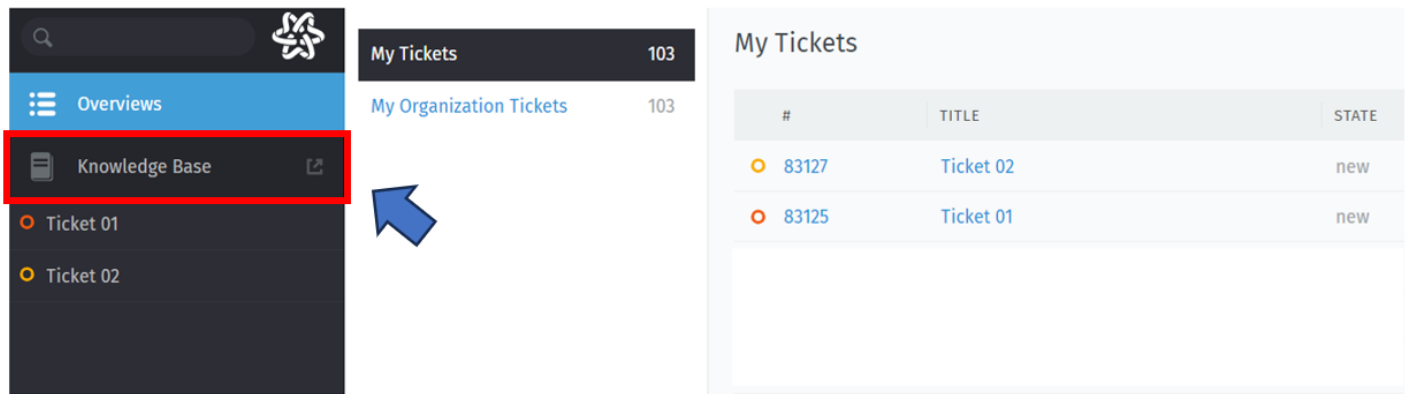 Overviews
Knowledge Base
Ticket 01
Ticket 02
My Tickets 103
My Organization Tickets 103
My Tickets
# TITLE STATE
83127 Ticket 02 new
83125 Ticket 01 new